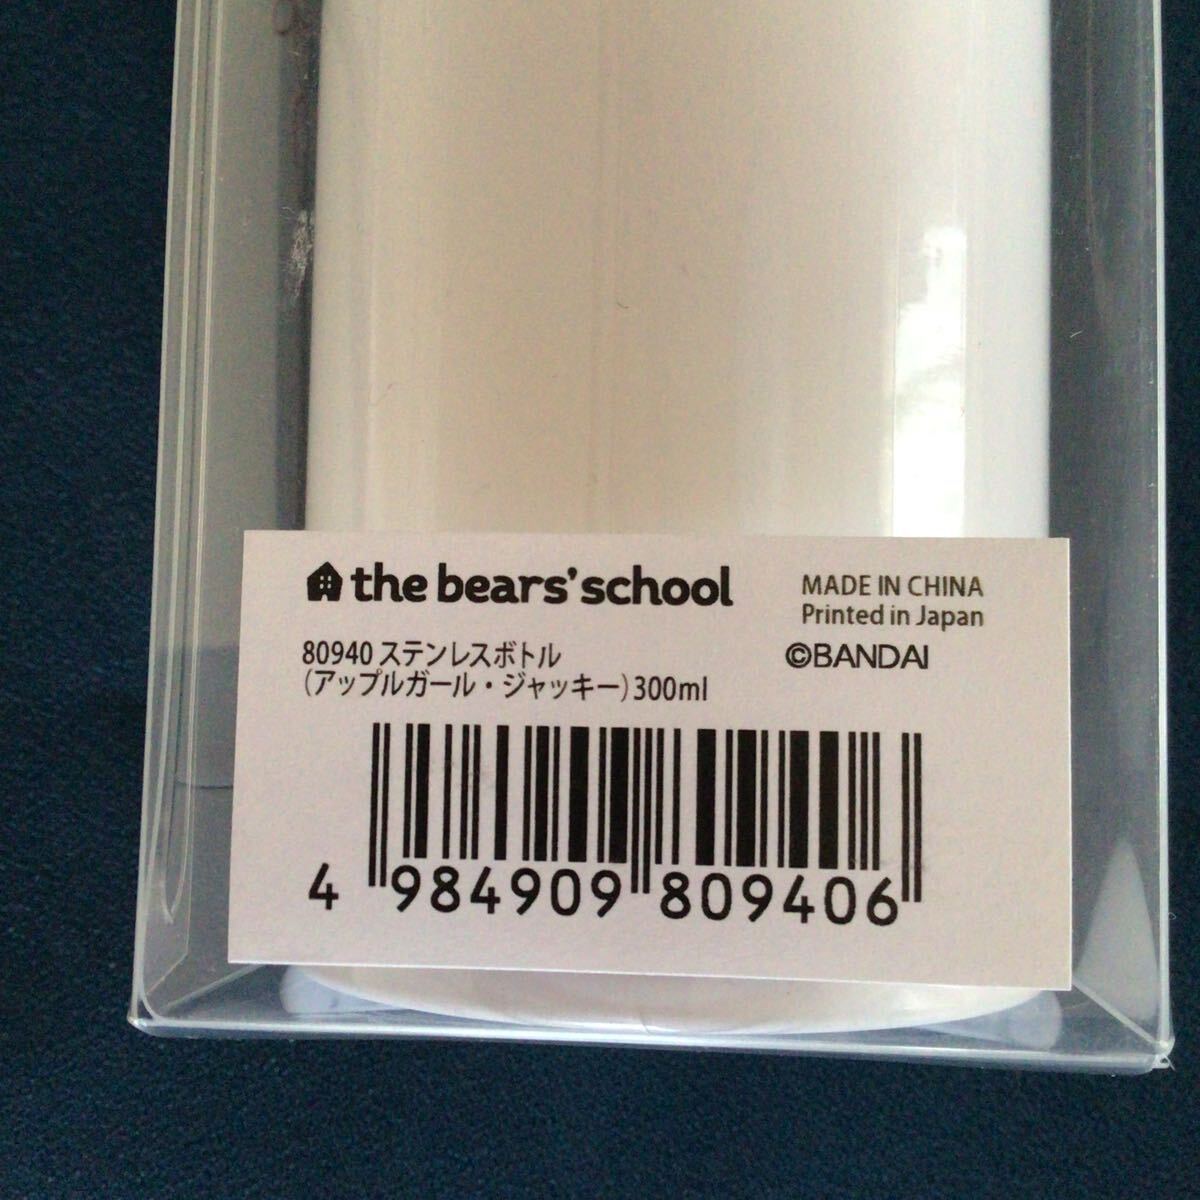 the bears' school
MADE IN CHINA
Printed in Japan
80940 ステンレスボトル
(アップルガール・ジャッキー)300ml
©BANDAI
4 984909 809406